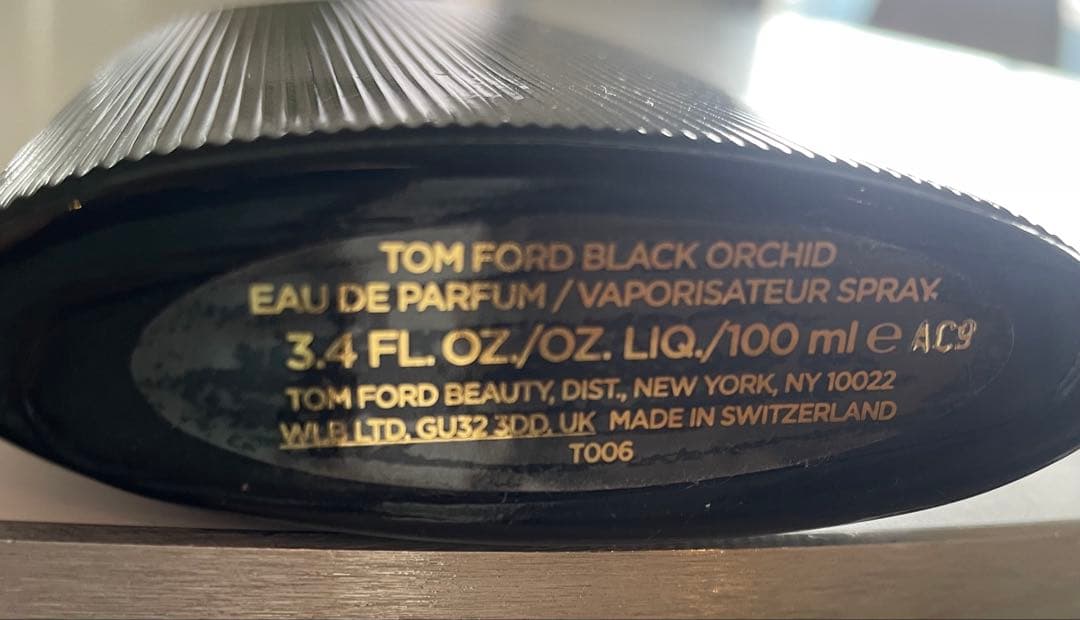 TOM FORD BLACK ORCHID
EAU DE PARFUM / VAPORISATEUR SPRAY
3.4 FL. OZ./OZ. LIQ./100 ml ℮ AC9
TOM FORD BEAUTY, DIST., NEW YORK, NY 10022
WLB LTD. GU32 3DD. UK MADE IN SWITZERLAND
T006